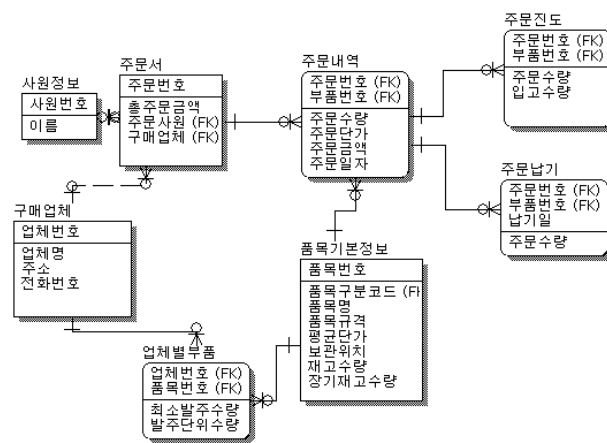 사원정보
사원번호
이름
주문서
주문번호
총주문금액
주문사원 (FK)
구매업체 (FK)
주문내역
주문번호 (FK)
부품번호 (FK)
주문수량
주문단가
주문금액
주문일자
주문진도
주문번호 (FK)
부품번호 (FK)
주문수량
입고수량
주문납기
주문번호 (FK)
부품번호 (FK)
납기일
주문수량
구매업체
업체번호
업체명
주소
전화번호
품목기본정보
품목번호
품목구분코드 (FK
품목명
품목규격
평균단가
보관위치
재고수량
장기재고수량
업체별부품
업체번호 (FK)
품목번호 (FK)
최소발주수량
발주단위수량